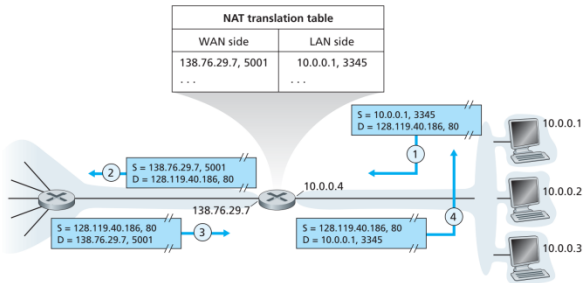 NAT translation table
WAN side LAN side
138.76.29.7, 5001 10.0.0.1, 3345
. . . . . .
S = 10.0.0.1, 3345
D = 128.119.40.186, 80
10.0.0.1
1
S = 138.76.29.7, 5001
D = 128.119.40.186, 80
2
10.0.0.4
10.0.0.2
138.76.29.7
S = 128.119.40.186, 80
D = 138.76.29.7, 5001
3
S = 128.119.40.186, 80
D = 10.0.0.1, 3345
4
10.0.0.3